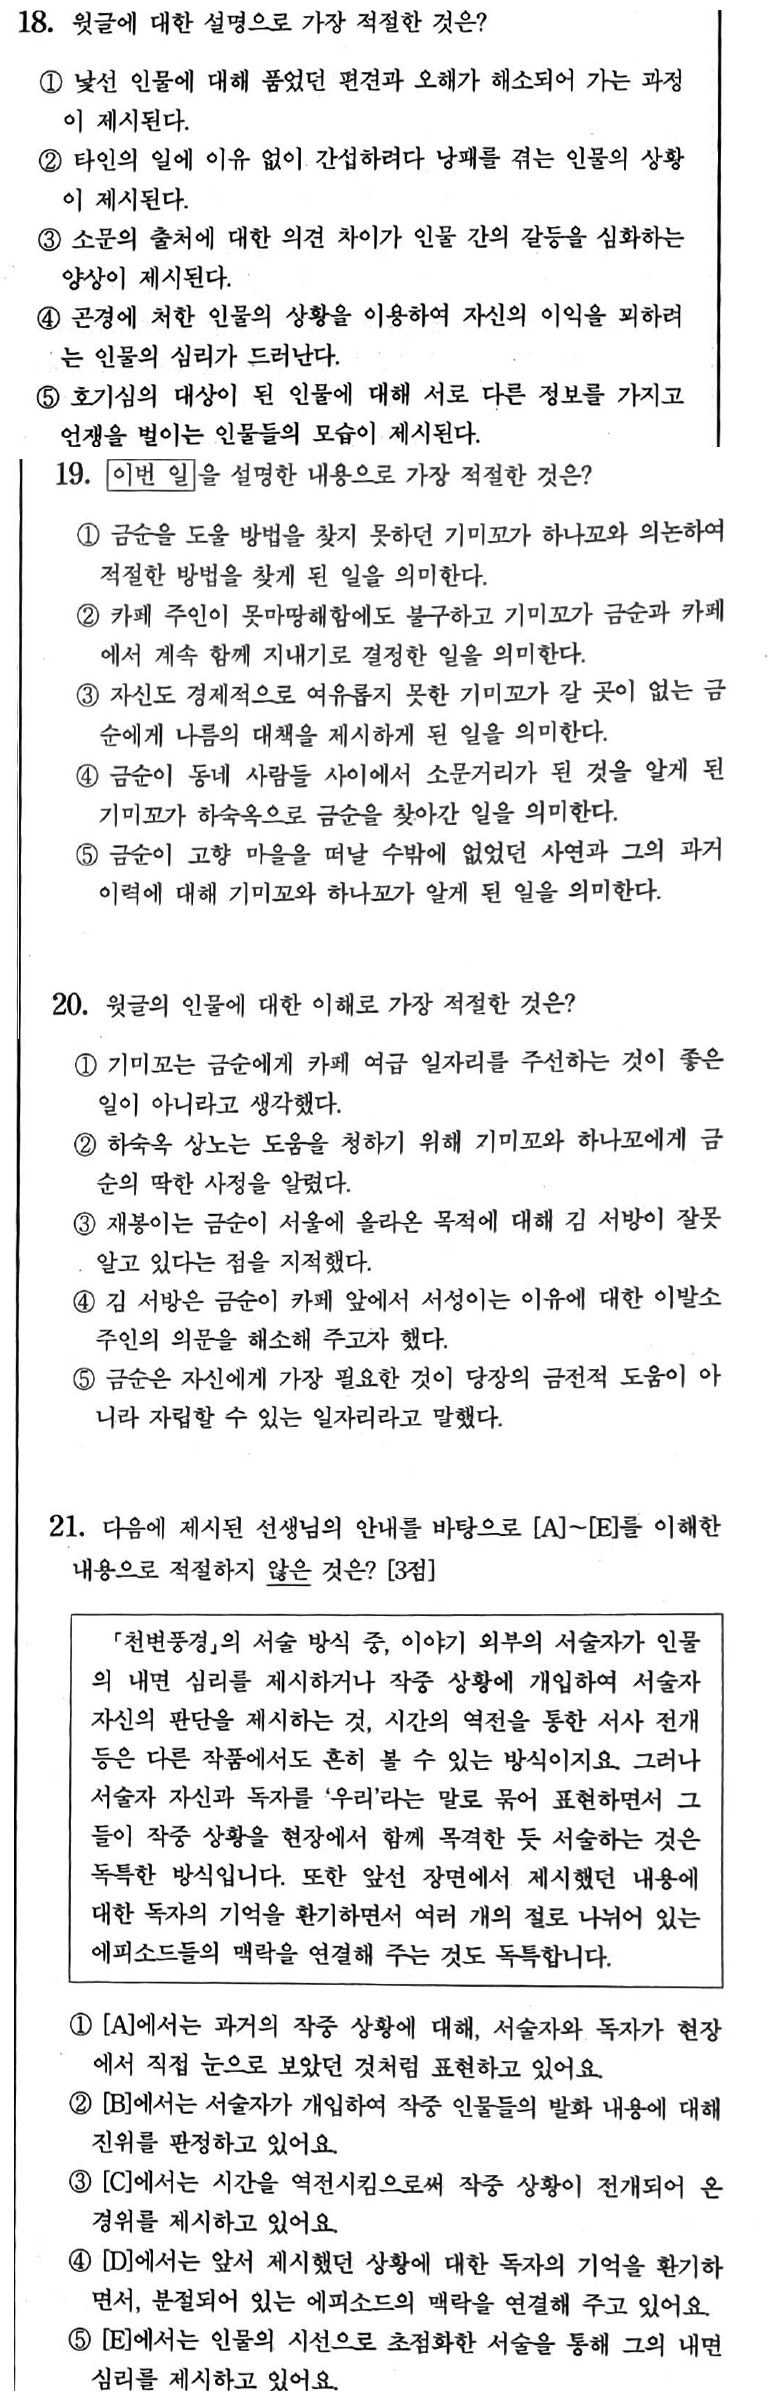 18. 윗글에 대한 설명으로 가장 적절한 것은?
① 낯선 인물에 대해 품었던 편견과 오해가 해소되어 가는 과정
이 제시된다.
② 타인의 일에 이유 없이 간섭하려다 낭패를 겪는 인물의 상황
이 제시된다.
③ 소문의 출처에 대한 의견 차이가 인물 간의 갈등을 심화하는
양상이 제시된다.
④ 곤경에 처한 인물의 상황을 이용하여 자신의 이익을 꾀하려
는 인물의 심리가 드러난다.
⑤ 호기심의 대상이 된 인물에 대해 서로 다른 정보를 가지고
언쟁을 벌이는 인물들의 모습이 제시된다.
19. 이번 일을 설명한 내용으로 가장 적절한 것은?
① 금순을 도울 방법을 찾지 못하던 기미꼬가 하나꼬와 의논하여
적절한 방법을 찾게 된 일을 의미한다.
② 카페 주인이 못마땅해함에도 불구하고 기미꼬가 금순과 카페
에서 계속 함께 지내기로 결정한 일을 의미한다.
③ 자신도 경제적으로 여유롭지 못한 기미꼬가 갈 곳이 없는 금
순에게 나름의 대책을 제시하게 된 일을 의미한다.
④ 금순이 동네 사람들 사이에서 소문거리가 된 것을 알게 된
기미꼬가 하숙옥으로 금순을 찾아간 일을 의미한다.
⑤ 금순이 고향 마을을 떠날 수밖에 없었던 사연과 그의 과거
이력에 대해 기미꼬와 하나꼬가 알게 된 일을 의미한다.
20. 윗글의 인물에 대한 이해로 가장 적절한 것은?
① 기미꼬는 금순에게 카페 여급 일자리를 주선하는 것이 좋은
일이 아니라고 생각했다.
② 하숙옥 상노는 도움을 청하기 위해 기미꼬와 하나꼬에게 금
순의 딱한 사정을 알렸다.
③ 재봉이는 금순이 서울에 올라온 목적에 대해 김 서방이 잘못
알고 있다는 점을 지적했다.
④ 김 서방은 금순이 카페 앞에서 서성이는 이유에 대한 이발소
주인의 의문을 해소해 주고자 했다.
⑤ 금순은 자신에게 가장 필요한 것이 당장의 금전적 도움이 아
니라 자립할 수 있는 일자리라고 말했다.
21. 다음에 제시된 선생님의 안내를 바탕으로 [A]~[E]를 이해한
내용으로 적절하지 않은 것은? [3점]
「천변풍경」의 서술 방식 중, 이야기 외부의 서술자가 인물
의 내면 심리를 제시하거나 작중 상황에 개입하여 서술자
자신의 판단을 제시하는 것, 시간의 역전을 통한 서사 전개
등은 다른 작품에서도 흔히 볼 수 있는 방식이지요. 그러나
서술자 자신과 독자를 ‘우리’라는 말로 묶어 표현하면서 그
들이 작중 상황을 현장에서 함께 목격한 듯 서술하는 것은
독특한 방식입니다. 또한 앞선 장면에서 제시했던 내용에
대한 독자의 기억을 환기하면서 여러 개의 절로 나뉘어 있는
에피소드들의 맥락을 연결해 주는 것도 독특합니다.
① [A]에서는 과거의 작중 상황에 대해, 서술자와 독자가 현장
에서 직접 눈으로 보았던 것처럼 표현하고 있어요.
② [B]에서는 서술자가 개입하여 작중 인물들의 발화 내용에 대해
진위를 판정하고 있어요.
③ [C]에서는 시간을 역전시킴으로써 작중 상황이 전개되어 온
경위를 제시하고 있어요.
④ [D]에서는 앞서 제시했던 상황에 대한 독자의 기억을 환기하
면서, 분절되어 있는 에피소드의 맥락을 연결해 주고 있어요.
⑤ [E]에서는 인물의 시선으로 초점화한 서술을 통해 그의 내면
심리를 제시하고 있어요.